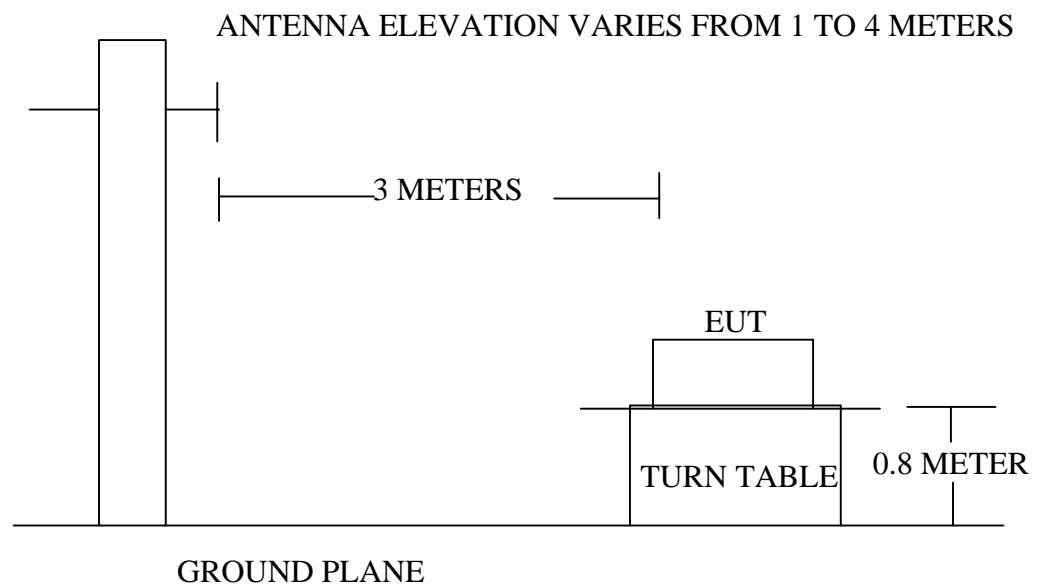 ANTENNA ELEVATION VARIES FROM 1 TO 4 METERS
3 METERS
EUT
TURN TABLE
0.8 METER
GROUND PLANE